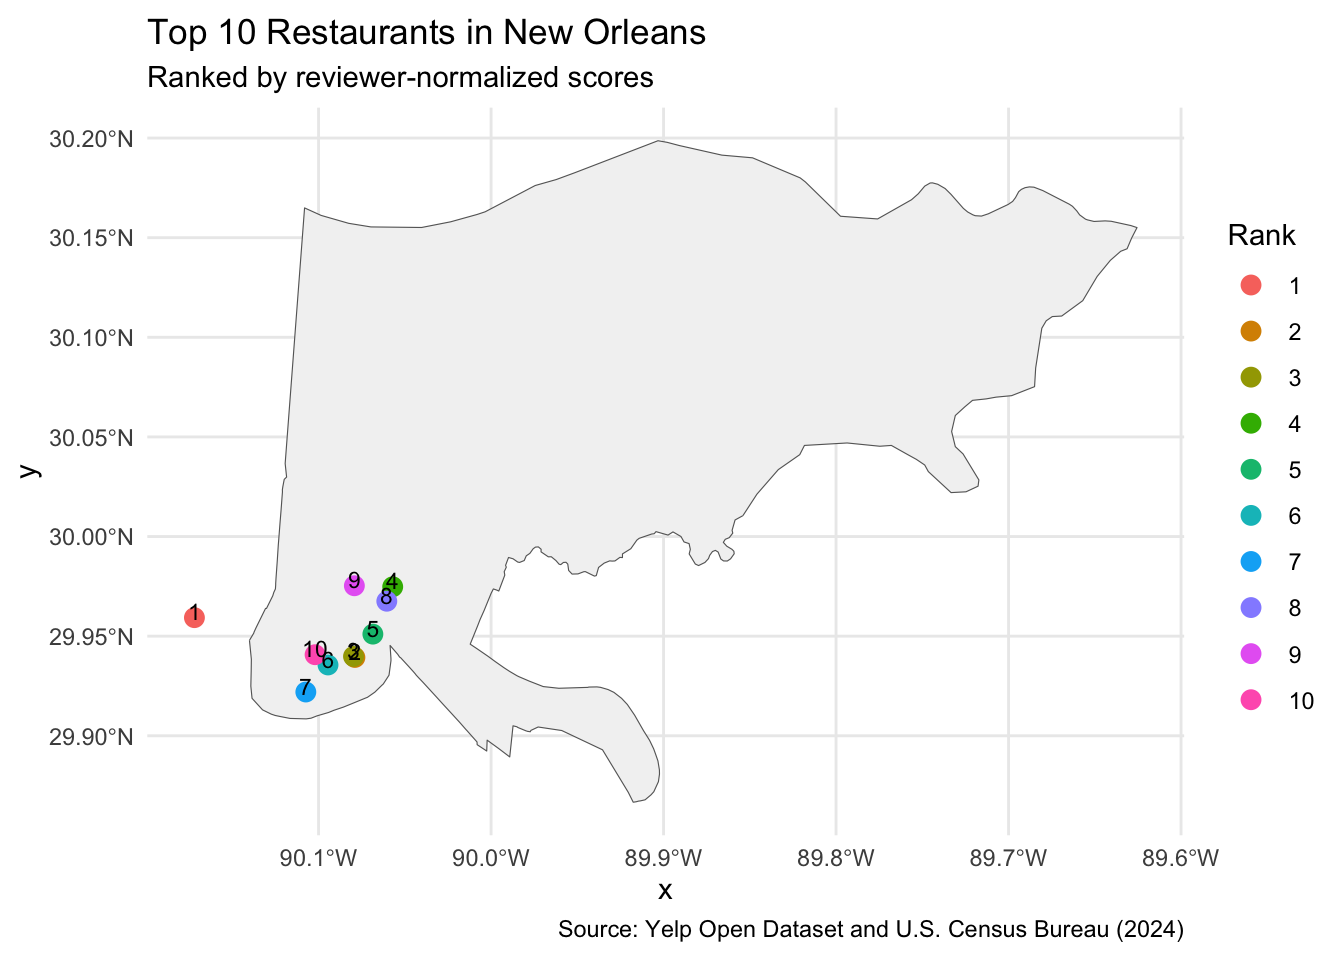 Top 10 Restaurants in New Orleans
Ranked by reviewer-normalized scores
30.20°N
30.15°N
30.10°N
30.05°N
30.00°N
29.95°N
29.90°N
y
9
4
8
1
5
10
6
3
2
7
90.1°W 90.0°W 89.9°W 89.8°W 89.7°W 89.6°W
x
Rank
1
2
3
4
5
6
7
8
9
10
Source: Yelp Open Dataset and U.S. Census Bureau (2024)